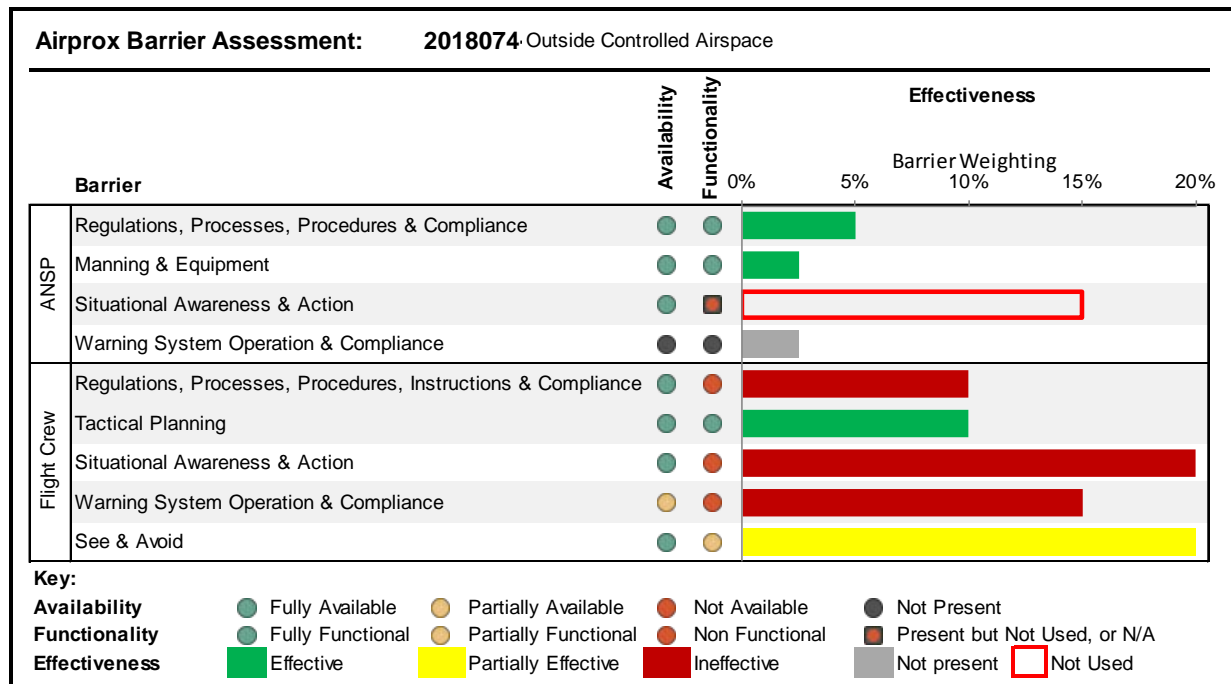 Airprox Barrier Assessment: 2018074 Outside Controlled Airspace
Effectiveness
Availability
Functionality
Barrier Weighting
Barrier
0% 5% 10% 15% 20%
ANSP
Regulations, Processes, Procedures & Compliance
Manning & Equipment
Situational Awareness & Action
Warning System Operation & Compliance
Flight Crew
Regulations, Processes, Procedures, Instructions & Compliance
Tactical Planning
Situational Awareness & Action
Warning System Operation & Compliance
See & Avoid
Key:
Availability Fully Available Partially Available Not Available Not Present
Functionality Fully Functional Partially Functional Non Functional Present but Not Used, or N/A
Effectiveness Effective Partially Effective Ineffective Not present Not Used